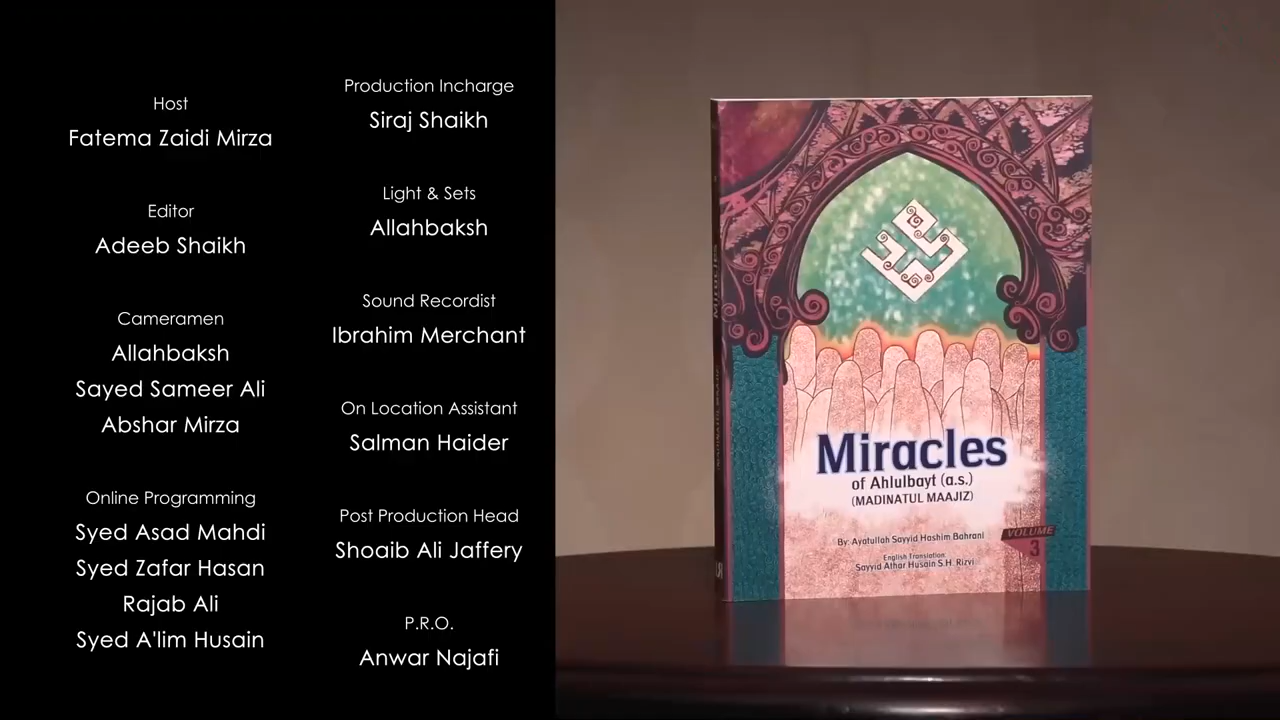 Host
Fatema Zaidi Mirza
Editor
Adeeb Shaikh
Cameramen
Allahbaksh
Sayed Sameer Ali
Abshar Mirza
Online Programming
Syed Asad Mahdi
Syed Zafar Hasan
Rajab Ali
Syed A'lim Husain
Production Incharge
Siraj Shaikh
Light & Sets
Allahbaksh
Sound Recordist
Ibrahim Merchant
On Location Assistant
Salman Haider
Post Production Head
Shoaib Ali Jaffery
P.R.O.
Anwar Najafi
Miracles
of Ahlulbayt (a.s.)
(MADINATUL MAAJIZ)
By: Ayatullah Sayyid Hashim Bahrani
VOLUME
3
English Translation:
Sayyid Athar Husain S.H. Rizvi
Miracles